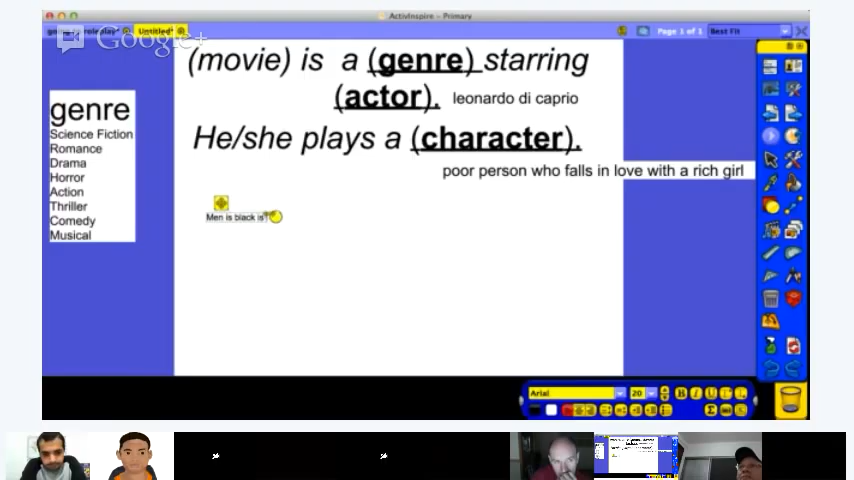 ActivInspire - Primary
Untitled*
Google+
Page 1 of 1
Best Fit
(movie) is a (genre) starring
(actor). leonardo di caprio
He/she plays a (character).
poor person who falls in love with a rich girl
genre
Science Fiction
Romance
Drama
Horror
Action
Thriller
Comedy
Musical
Men is black is
Arial
20